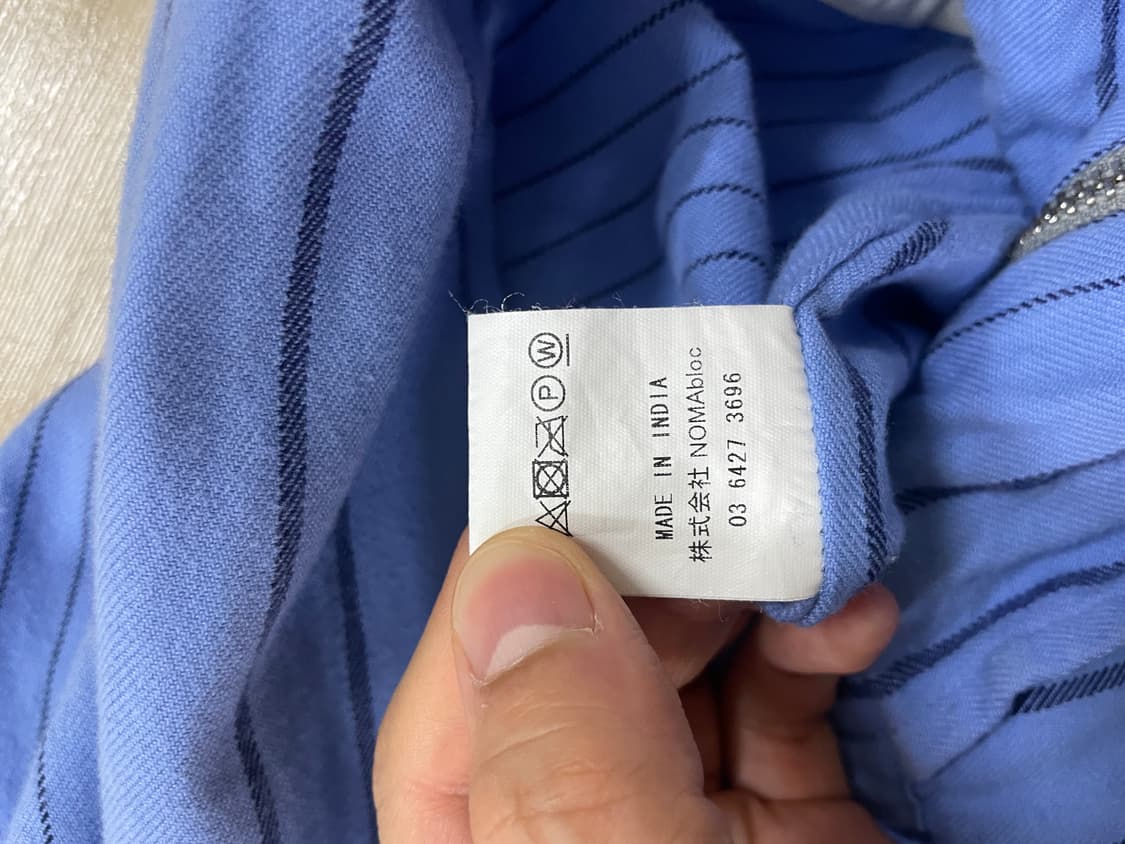 MADE IN INDIA
株式会社 NOMAbloc
03 6427 3696
P
W